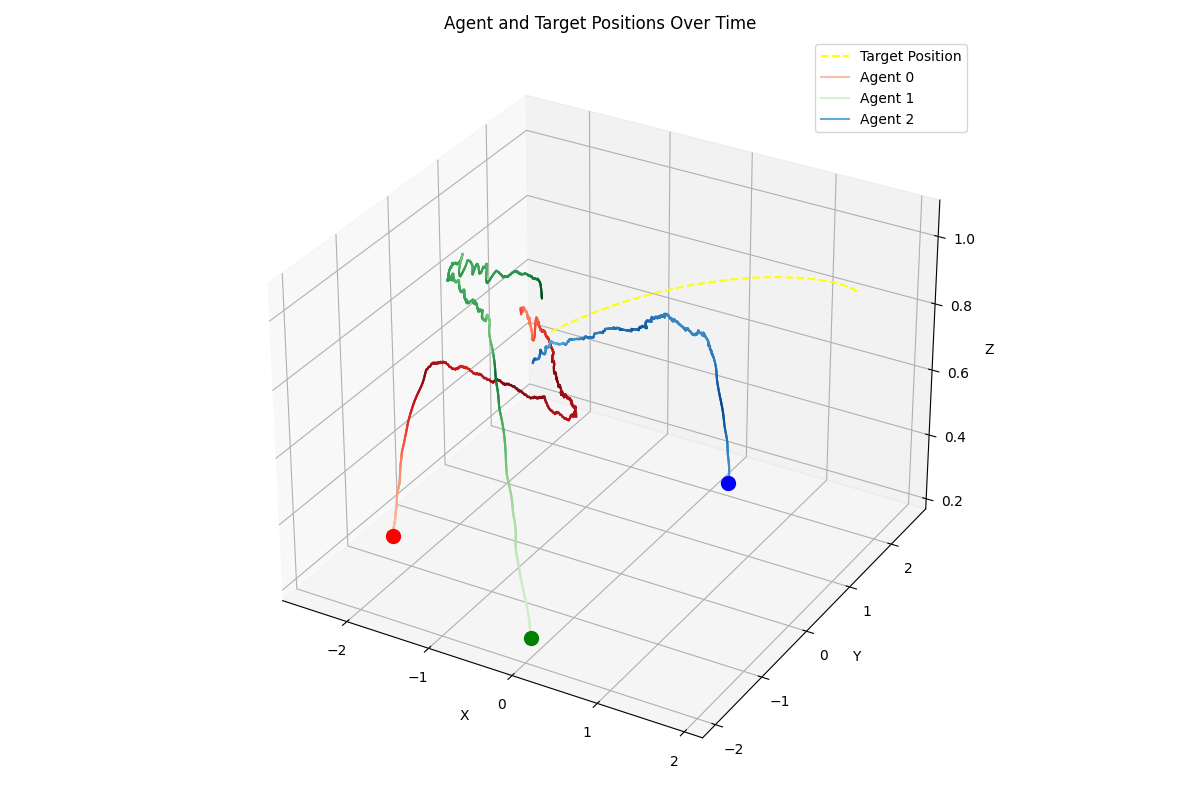 Agent and Target Positions Over Time
Target Position
Agent 0
Agent 1
Agent 2
1.0
0.8
Z
0.6
0.4
0.2
2
1
0
Y
−1
−2
−2
−1
X
0
1
2